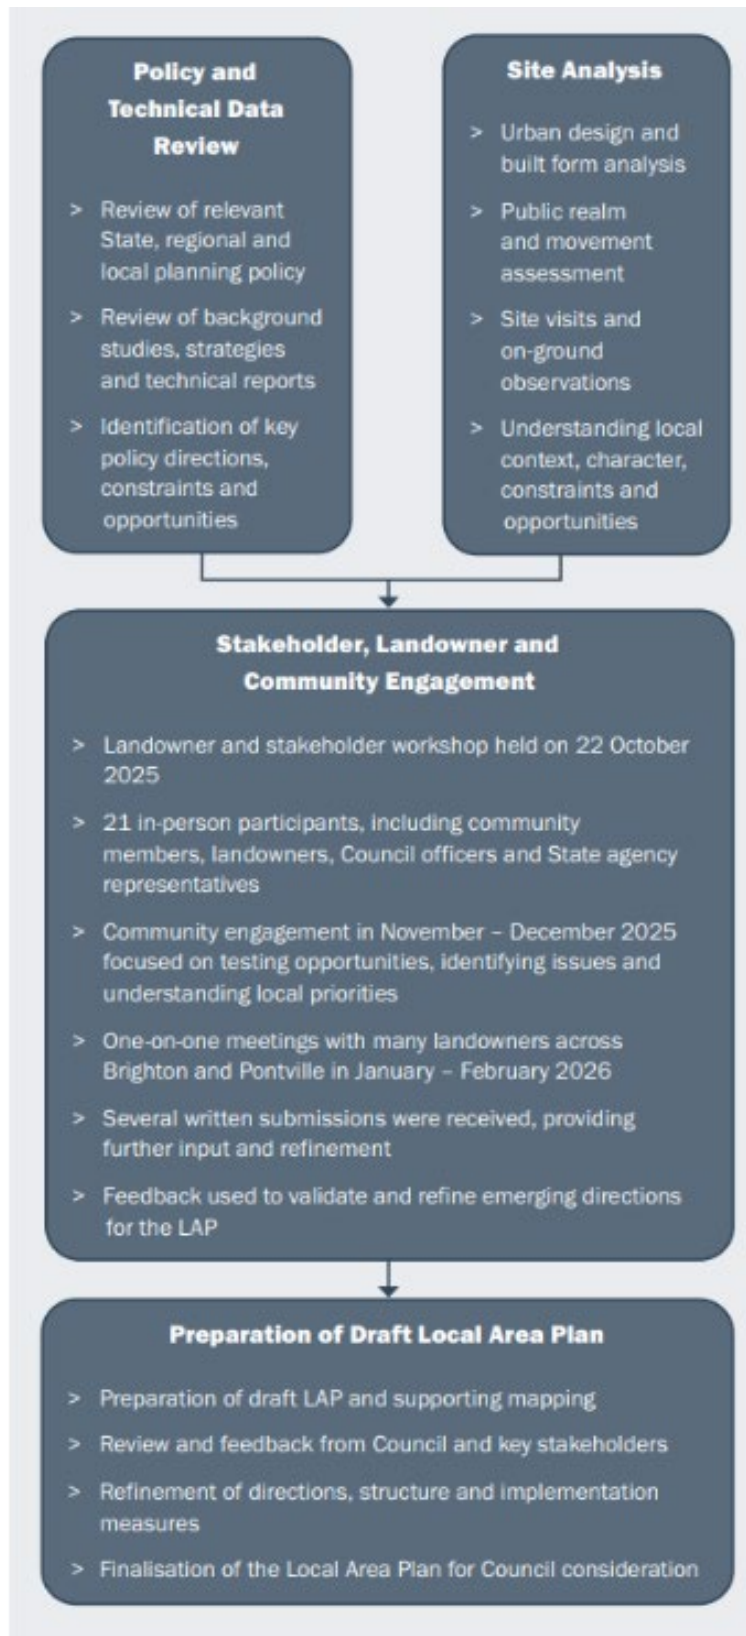 Policy and
Technical Data
Review
> Review of relevant
State, regional and
local planning policy
> Review of background
studies, strategies
and technical reports
> Identification of key
policy directions,
constraints and
opportunities
Site Analysis
> Urban design and
built form analysis
> Public realm
and movement
assessment
> Site visits and
on-ground
observations
> Understanding local
context, character,
constraints and
opportunities
Stakeholder, Landowner and
Community Engagement
> Landowner and stakeholder workshop held on 22 October
2025
> 21 in-person participants, including community
members, landowners, Council officers and State agency
representatives
> Community engagement in November – December 2025
focused on testing opportunities, identifying issues and
understanding local priorities
> One-on-one meetings with many landowners across
Brighton and Pontville in January – February 2026
> Several written submissions were received, providing
further input and refinement
> Feedback used to validate and refine emerging directions
for the LAP
Preparation of Draft Local Area Plan
> Preparation of draft LAP and supporting mapping
> Review and feedback from Council and key stakeholders
> Refinement of directions, structure and implementation
measures
> Finalisation of the Local Area Plan for Council consideration